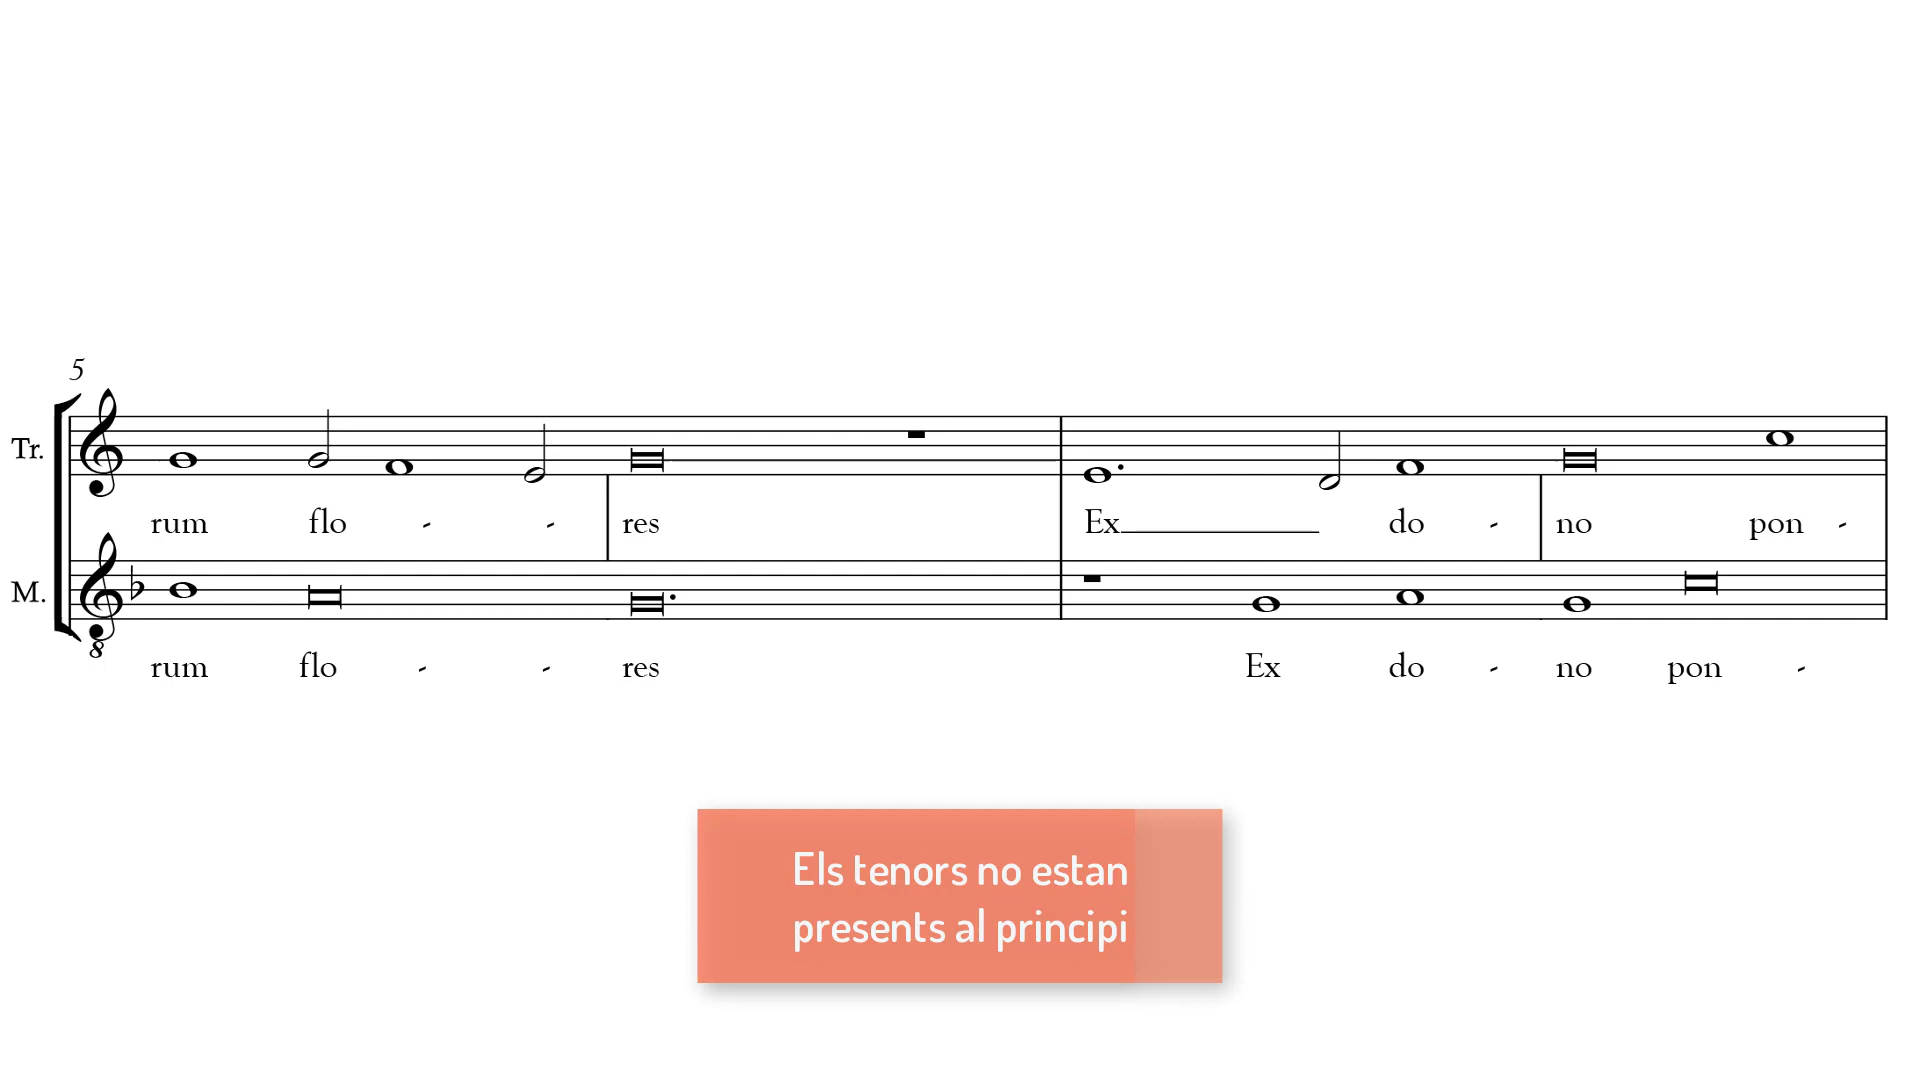 5
Tr.
rum flo - - res Ex do - no pon -
M.
8
rum flo - - res Ex do - no pon -
Els tenors no estan
presents al principi